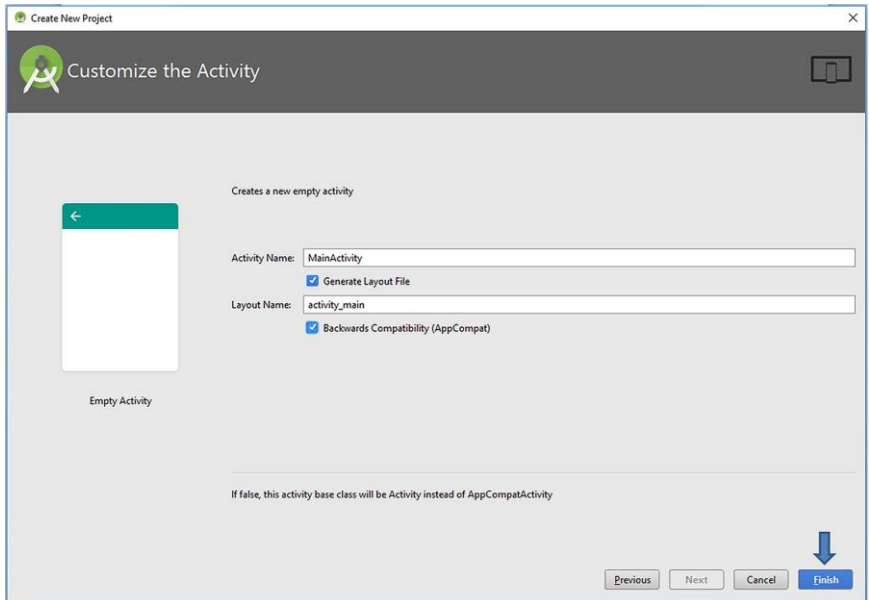 Create New Project
Customize the Activity
Creates a new empty activity
Activity Name: MainActivity
Generate Layout File
Layout Name: activity_main
Backwards Compatibility (AppCompat)
Empty Activity
If false, this activity base class will be Activity instead of AppCompatActivity
Previous Next Cancel Finish